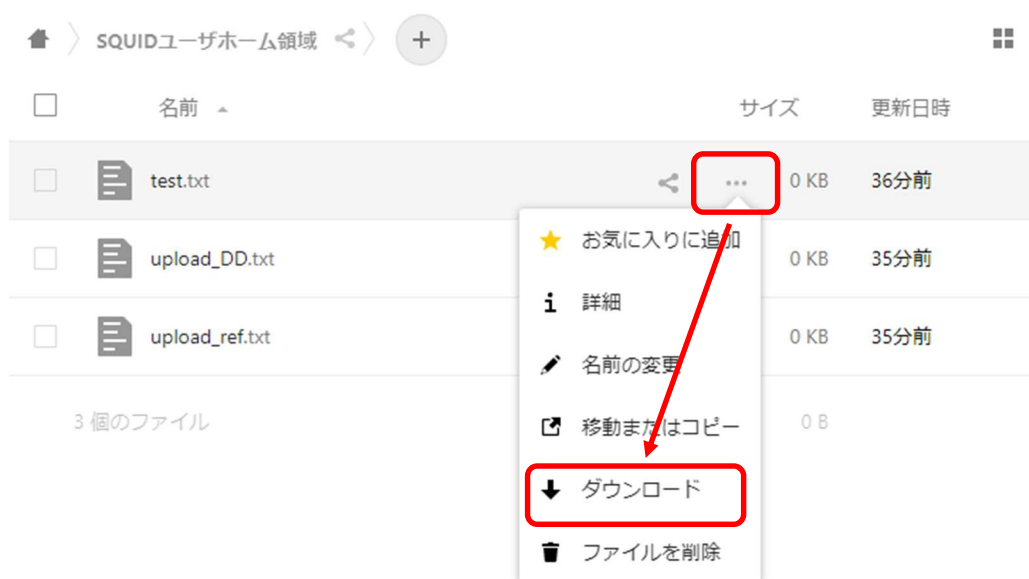 SQUIDユーザホーム領域
名前 サイズ 更新日時
test.txt ... 0 KB 36分前
お気に入りに追加
upload_DD.txt 0 KB 35分前
詳細
upload_ref.txt 0 KB 35分前
名前の変更
3 個のファイル 0 B
移動またはコピー
ダウンロード
ファイルを削除